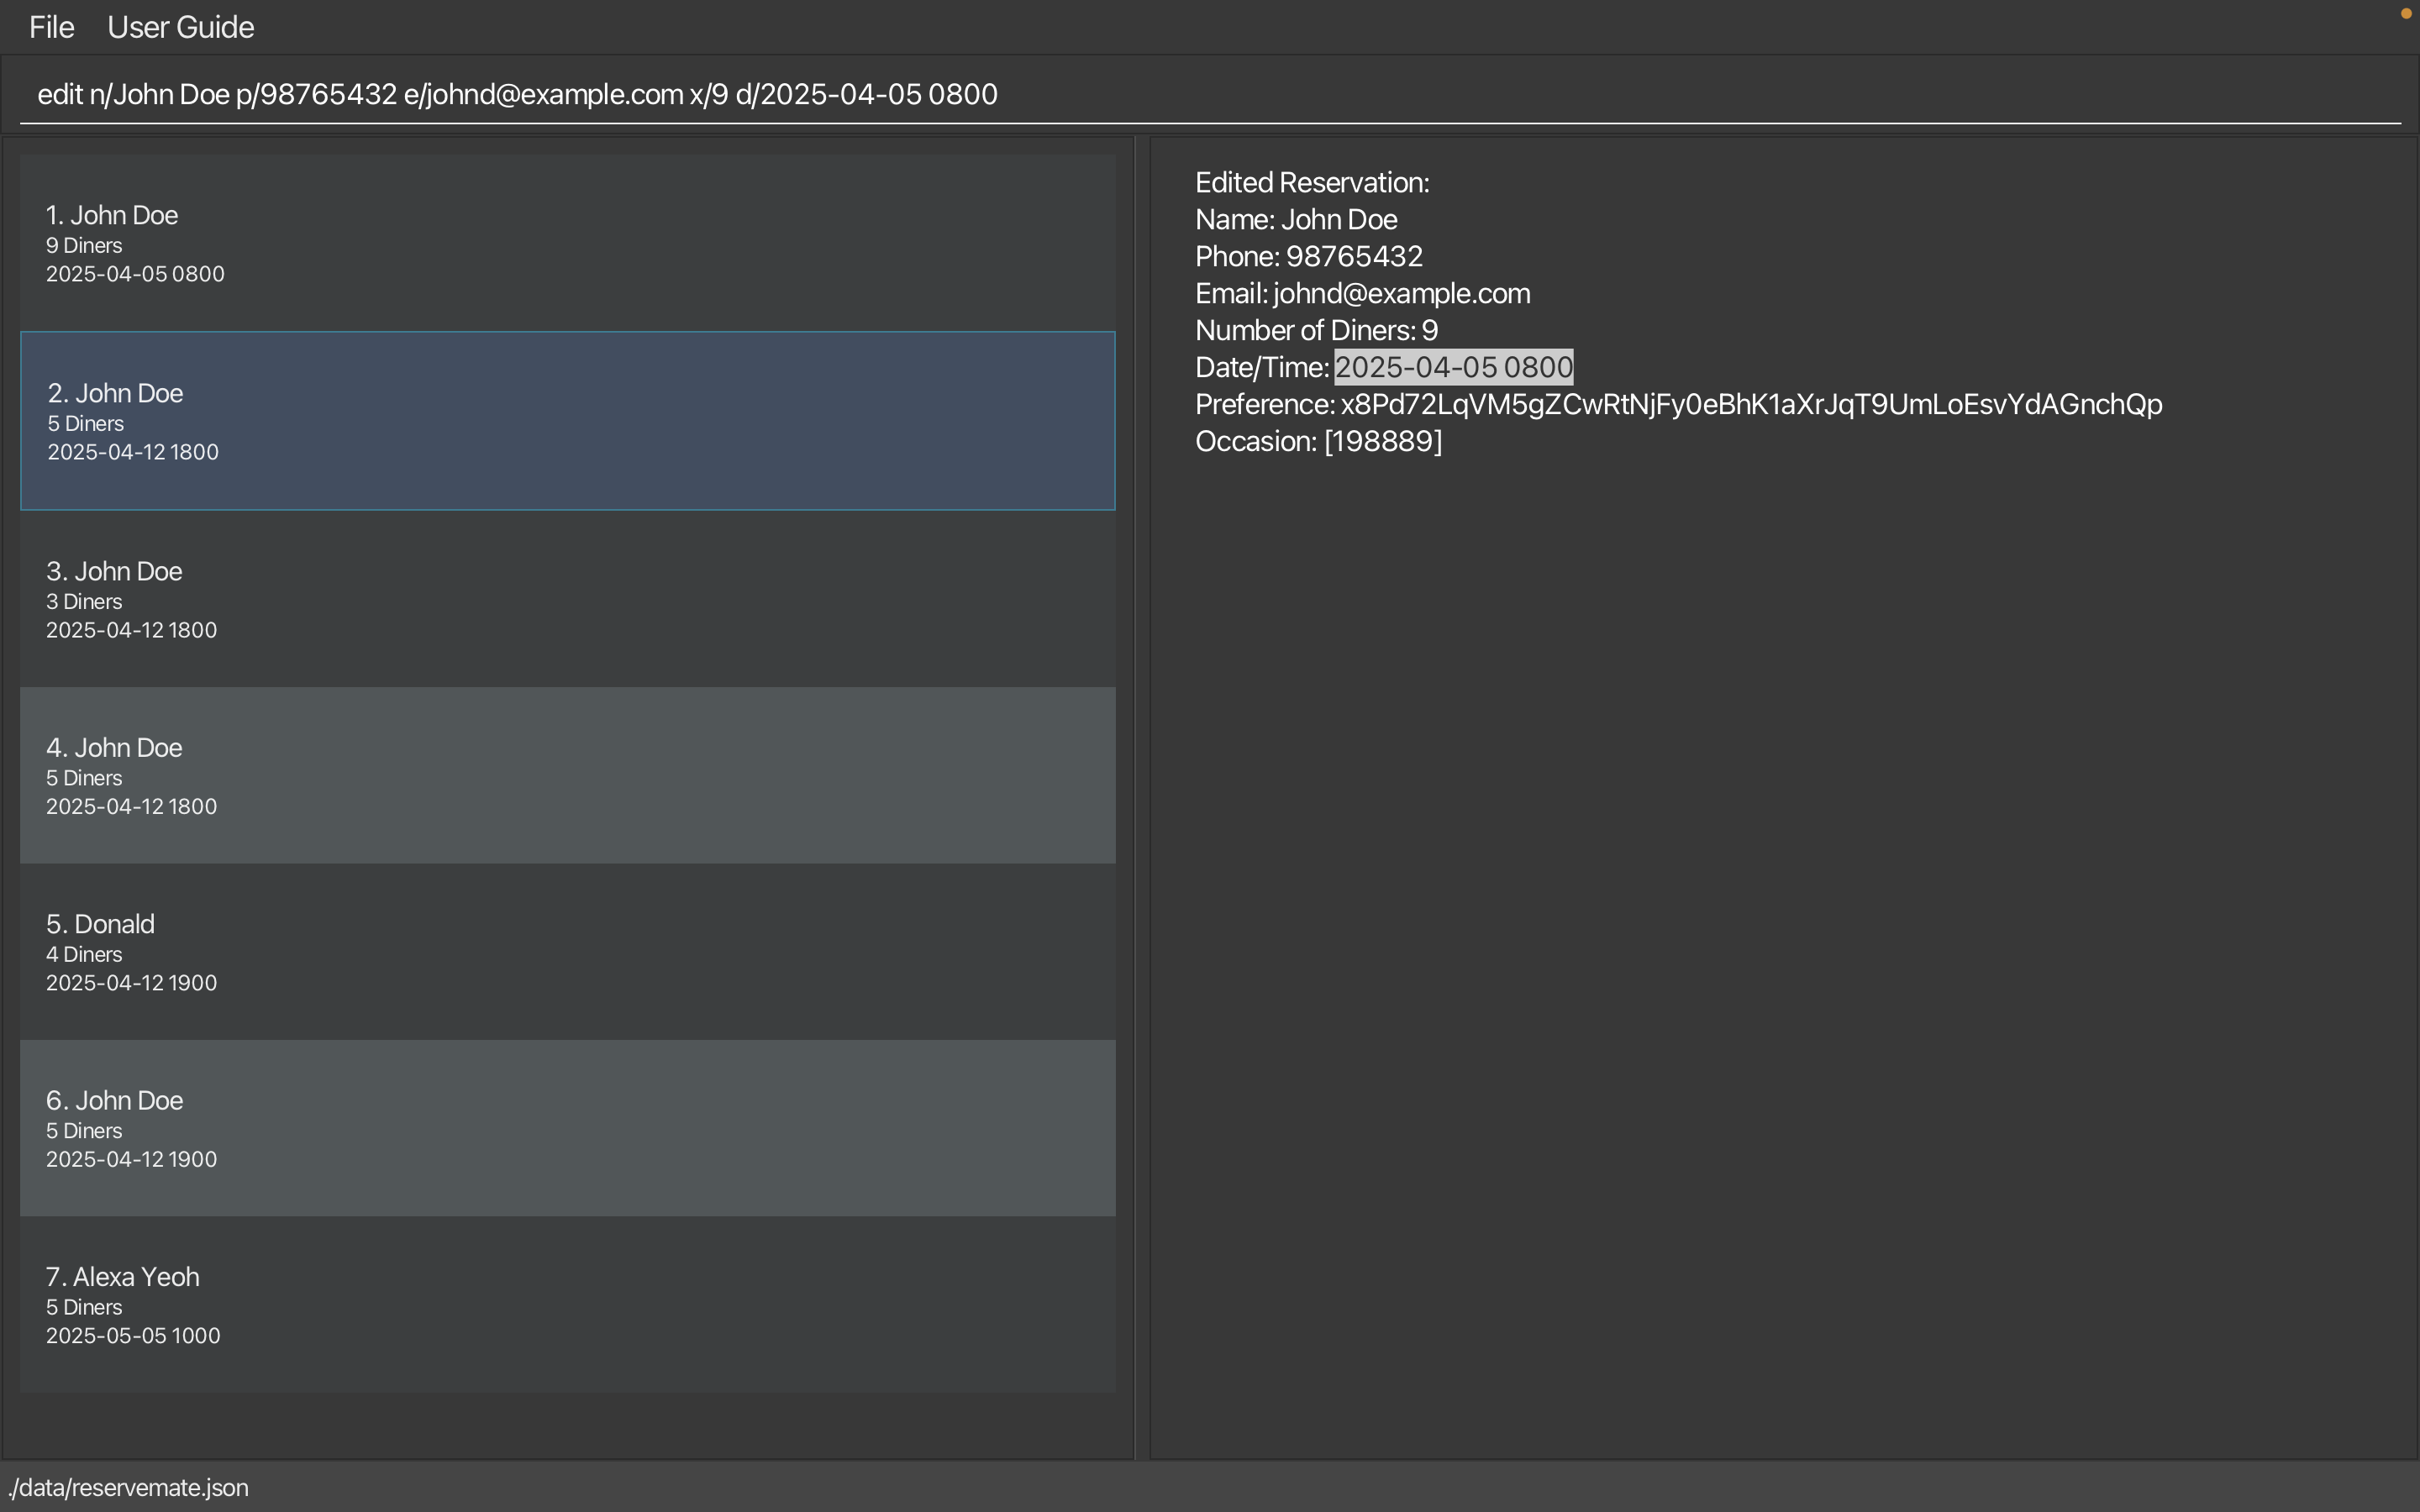 File User Guide
edit n/John Doe p/98765432 e/johnd@example.com x/9 d/2025-04-05 0800
1. John Doe
9 Diners
2025-04-05 0800
2. John Doe
5 Diners
2025-04-12 1800
3. John Doe
3 Diners
2025-04-12 1800
4. John Doe
5 Diners
2025-04-12 1800
5. Donald
4 Diners
2025-04-12 1900
6. John Doe
5 Diners
2025-04-12 1900
7. Alexa Yeoh
5 Diners
2025-05-05 1000
Edited Reservation:
Name: John Doe
Phone: 98765432
Email: johnd@example.com
Number of Diners: 9
Date/Time: 2025-04-05 0800
Preference: x8Pd72LqVM5gZCwRtNjFy0eBhK1aXrJqT9UmLoEsvYdAGnchQp
Occasion: [198889]
./data/reservemate.json